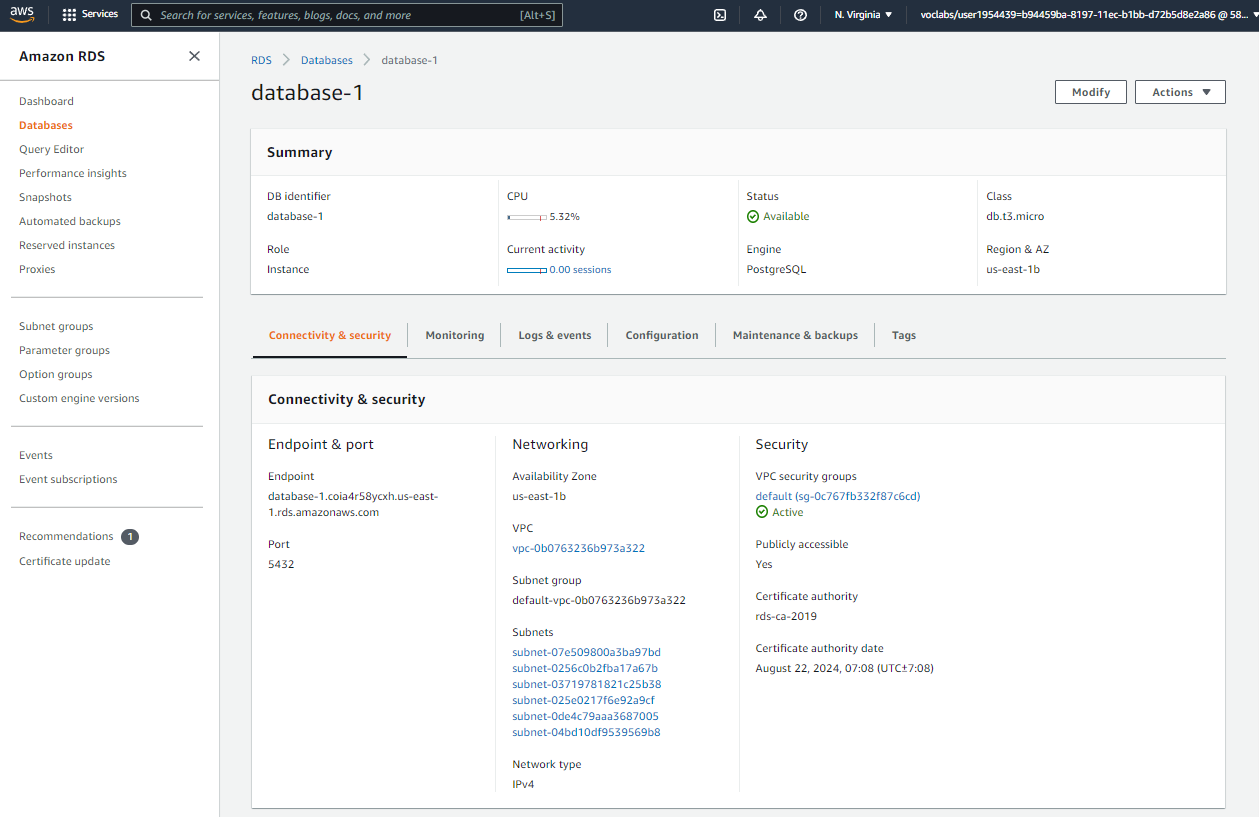 aws
Services
Search for services, features, blogs, docs, and more
[Alt+S]
N. Virginia
voclabs/user1954439=b94459ba-8197-11ec-b1bb-d72b5d8e2a86 @ 58...
Amazon RDS
Dashboard
Databases
Query Editor
Performance insights
Snapshots
Automated backups
Reserved instances
Proxies
Subnet groups
Parameter groups
Option groups
Custom engine versions
Events
Event subscriptions
Recommendations 1
Certificate update
RDS > Databases > database-1
database-1
Modify
Actions
Summary
DB identifier
database-1
CPU
5.32%
Status
Available
Class
db.t3.micro
Role
Instance
Current activity
0.00 sessions
Engine
PostgreSQL
Region & AZ
us-east-1b
Connectivity & security
Monitoring
Logs & events
Configuration
Maintenance & backups
Tags
Connectivity & security
Endpoint & port
Endpoint
database-1.coia4r58ycxh.us-east-
1.rds.amazonaws.com
Port
5432
Networking
Availability Zone
us-east-1b
VPC
vpc-0b0763236b973a322
Subnet group
default-vpc-0b0763236b973a322
Subnets
subnet-07e509800a3ba97bd
subnet-0256c0b2fba17a67b
subnet-03719781821c25b38
subnet-025e0217f6e92a9cf
subnet-0de4c79aaa3687005
subnet-04bd10df9539569b8
Network type
IPv4
Security
VPC security groups
default (sg-0c767fb332f87c6cd)
Active
Publicly accessible
Yes
Certificate authority
rds-ca-2019
Certificate authority date
August 22, 2024, 07:08 (UTC±7:08)